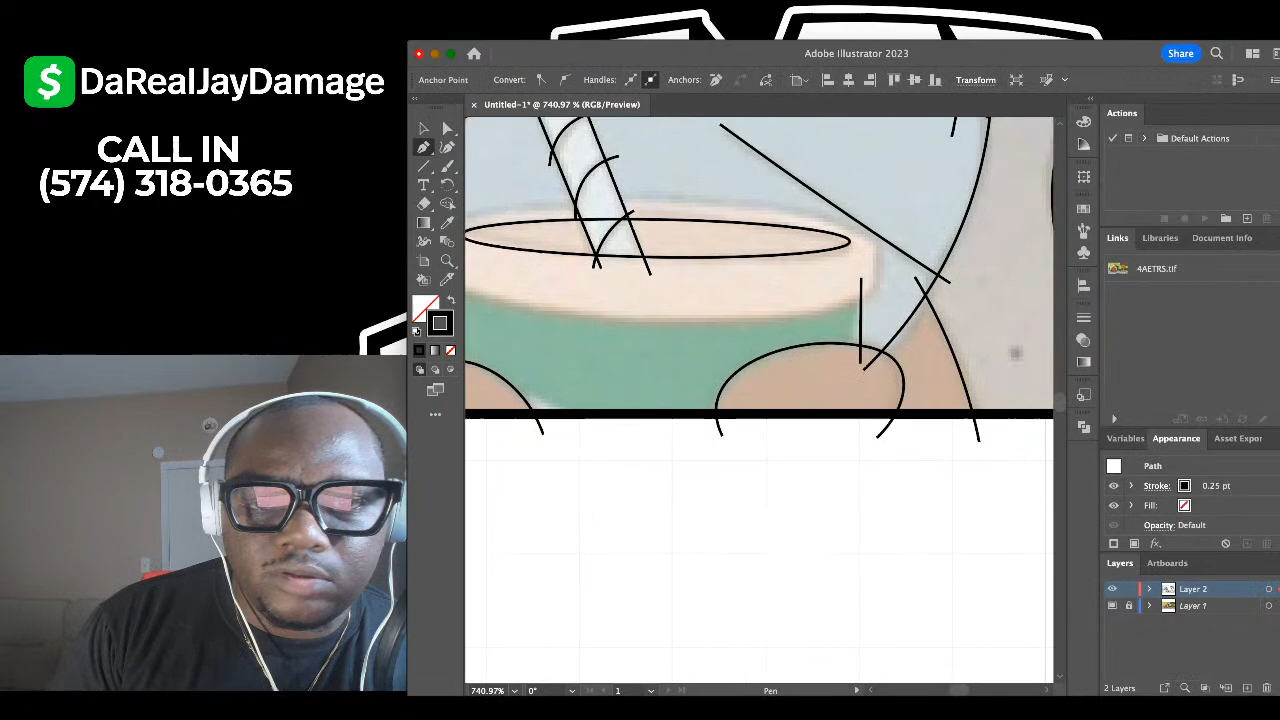 DaRealJayDamage
CALL IN
(574) 318-0365
Adobe Illustrator 2023
Share
Anchor Point
Convert:
Handles:
Anchors:
Transform
Untitled-1* @ 740.97 % (RGB/Preview)
Actions
Default Actions
Links
Libraries
Document Info
4AETRS.tif
Variables
Appearance
Asset Expor
Path
Stroke:
0.25 pt
Fill:
Opacity: Default
fx.
Layers
Artboards
Layer 2
Layer 1
740.97%
0°
1
Pen
2 Layers